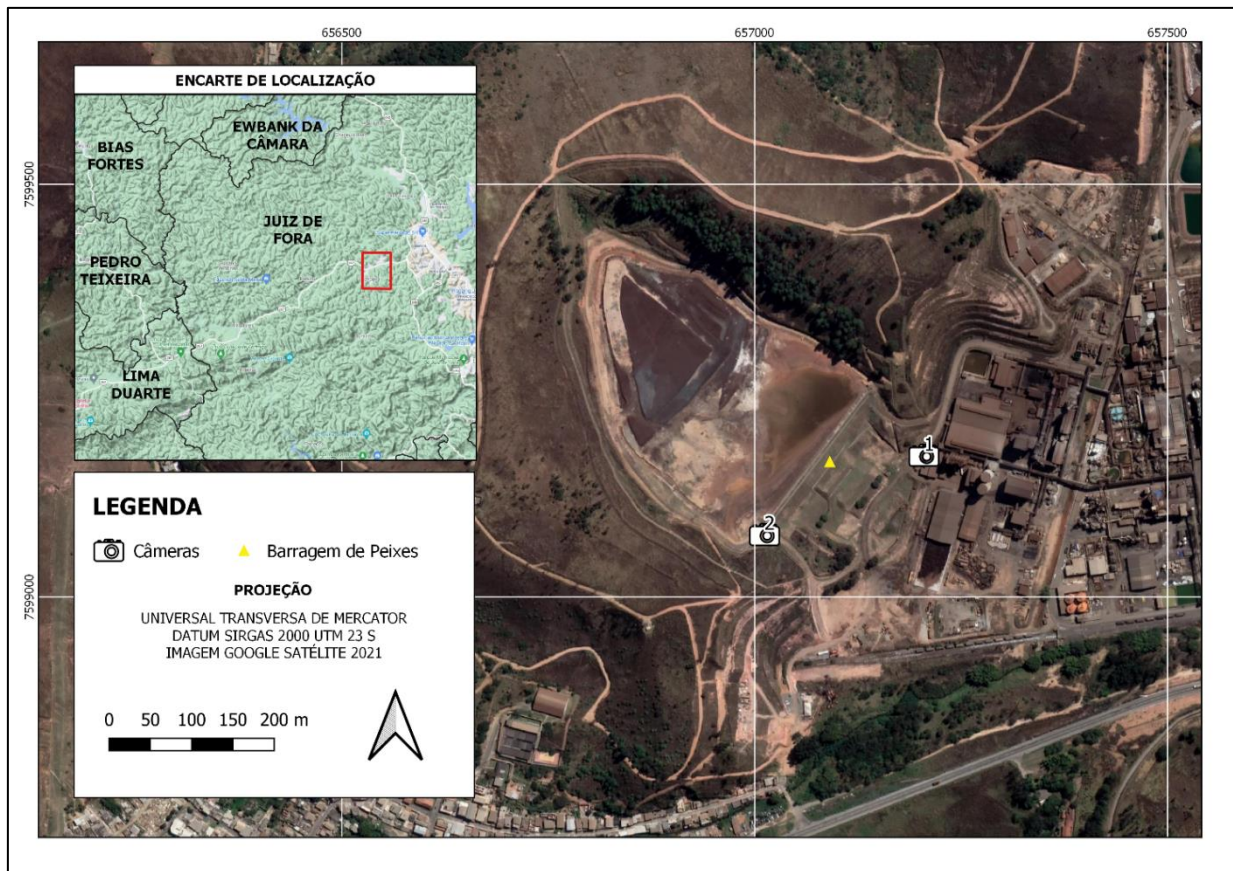 656500
657000
657500
7599500
7599000
ENCARTE DE LOCALIZAÇÃO
EWBANK DA
CÂMARA
BIAS
FORTES
JUIZ DE
FORA
PEDRO
TEIXEIRA
LIMA
DUARTE
1
2
LEGENDA
Câmeras
Barragem de Peixes
PROJEÇÃO
UNIVERSAL TRANSVERSA DE MERCATOR
DATUM SIRGAS 2000 UTM 23 S
IMAGEM GOOGLE SATÉLITE 2021
0 50 100 150 200 m